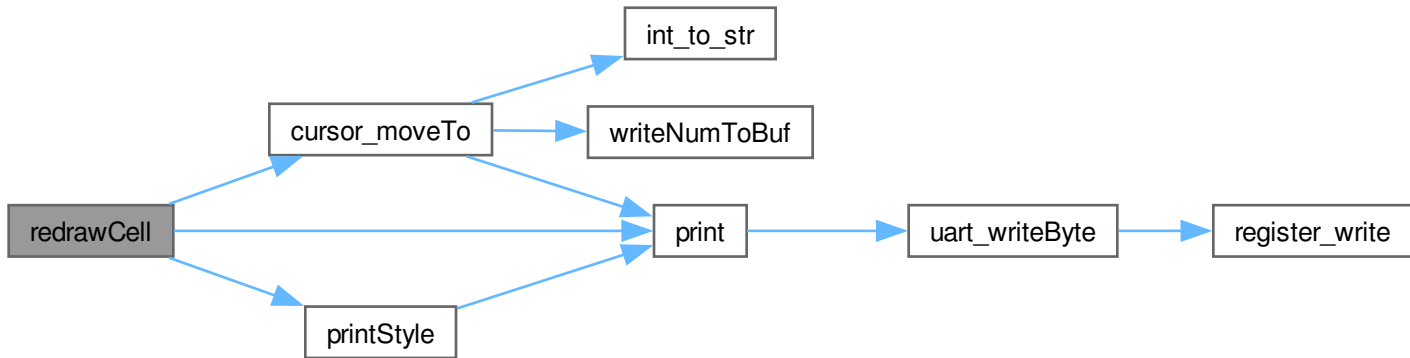 int_to_str
cursor_moveTo
writeNumToBuf
redrawCell
print
uart_writeByte
register_write
printStyle